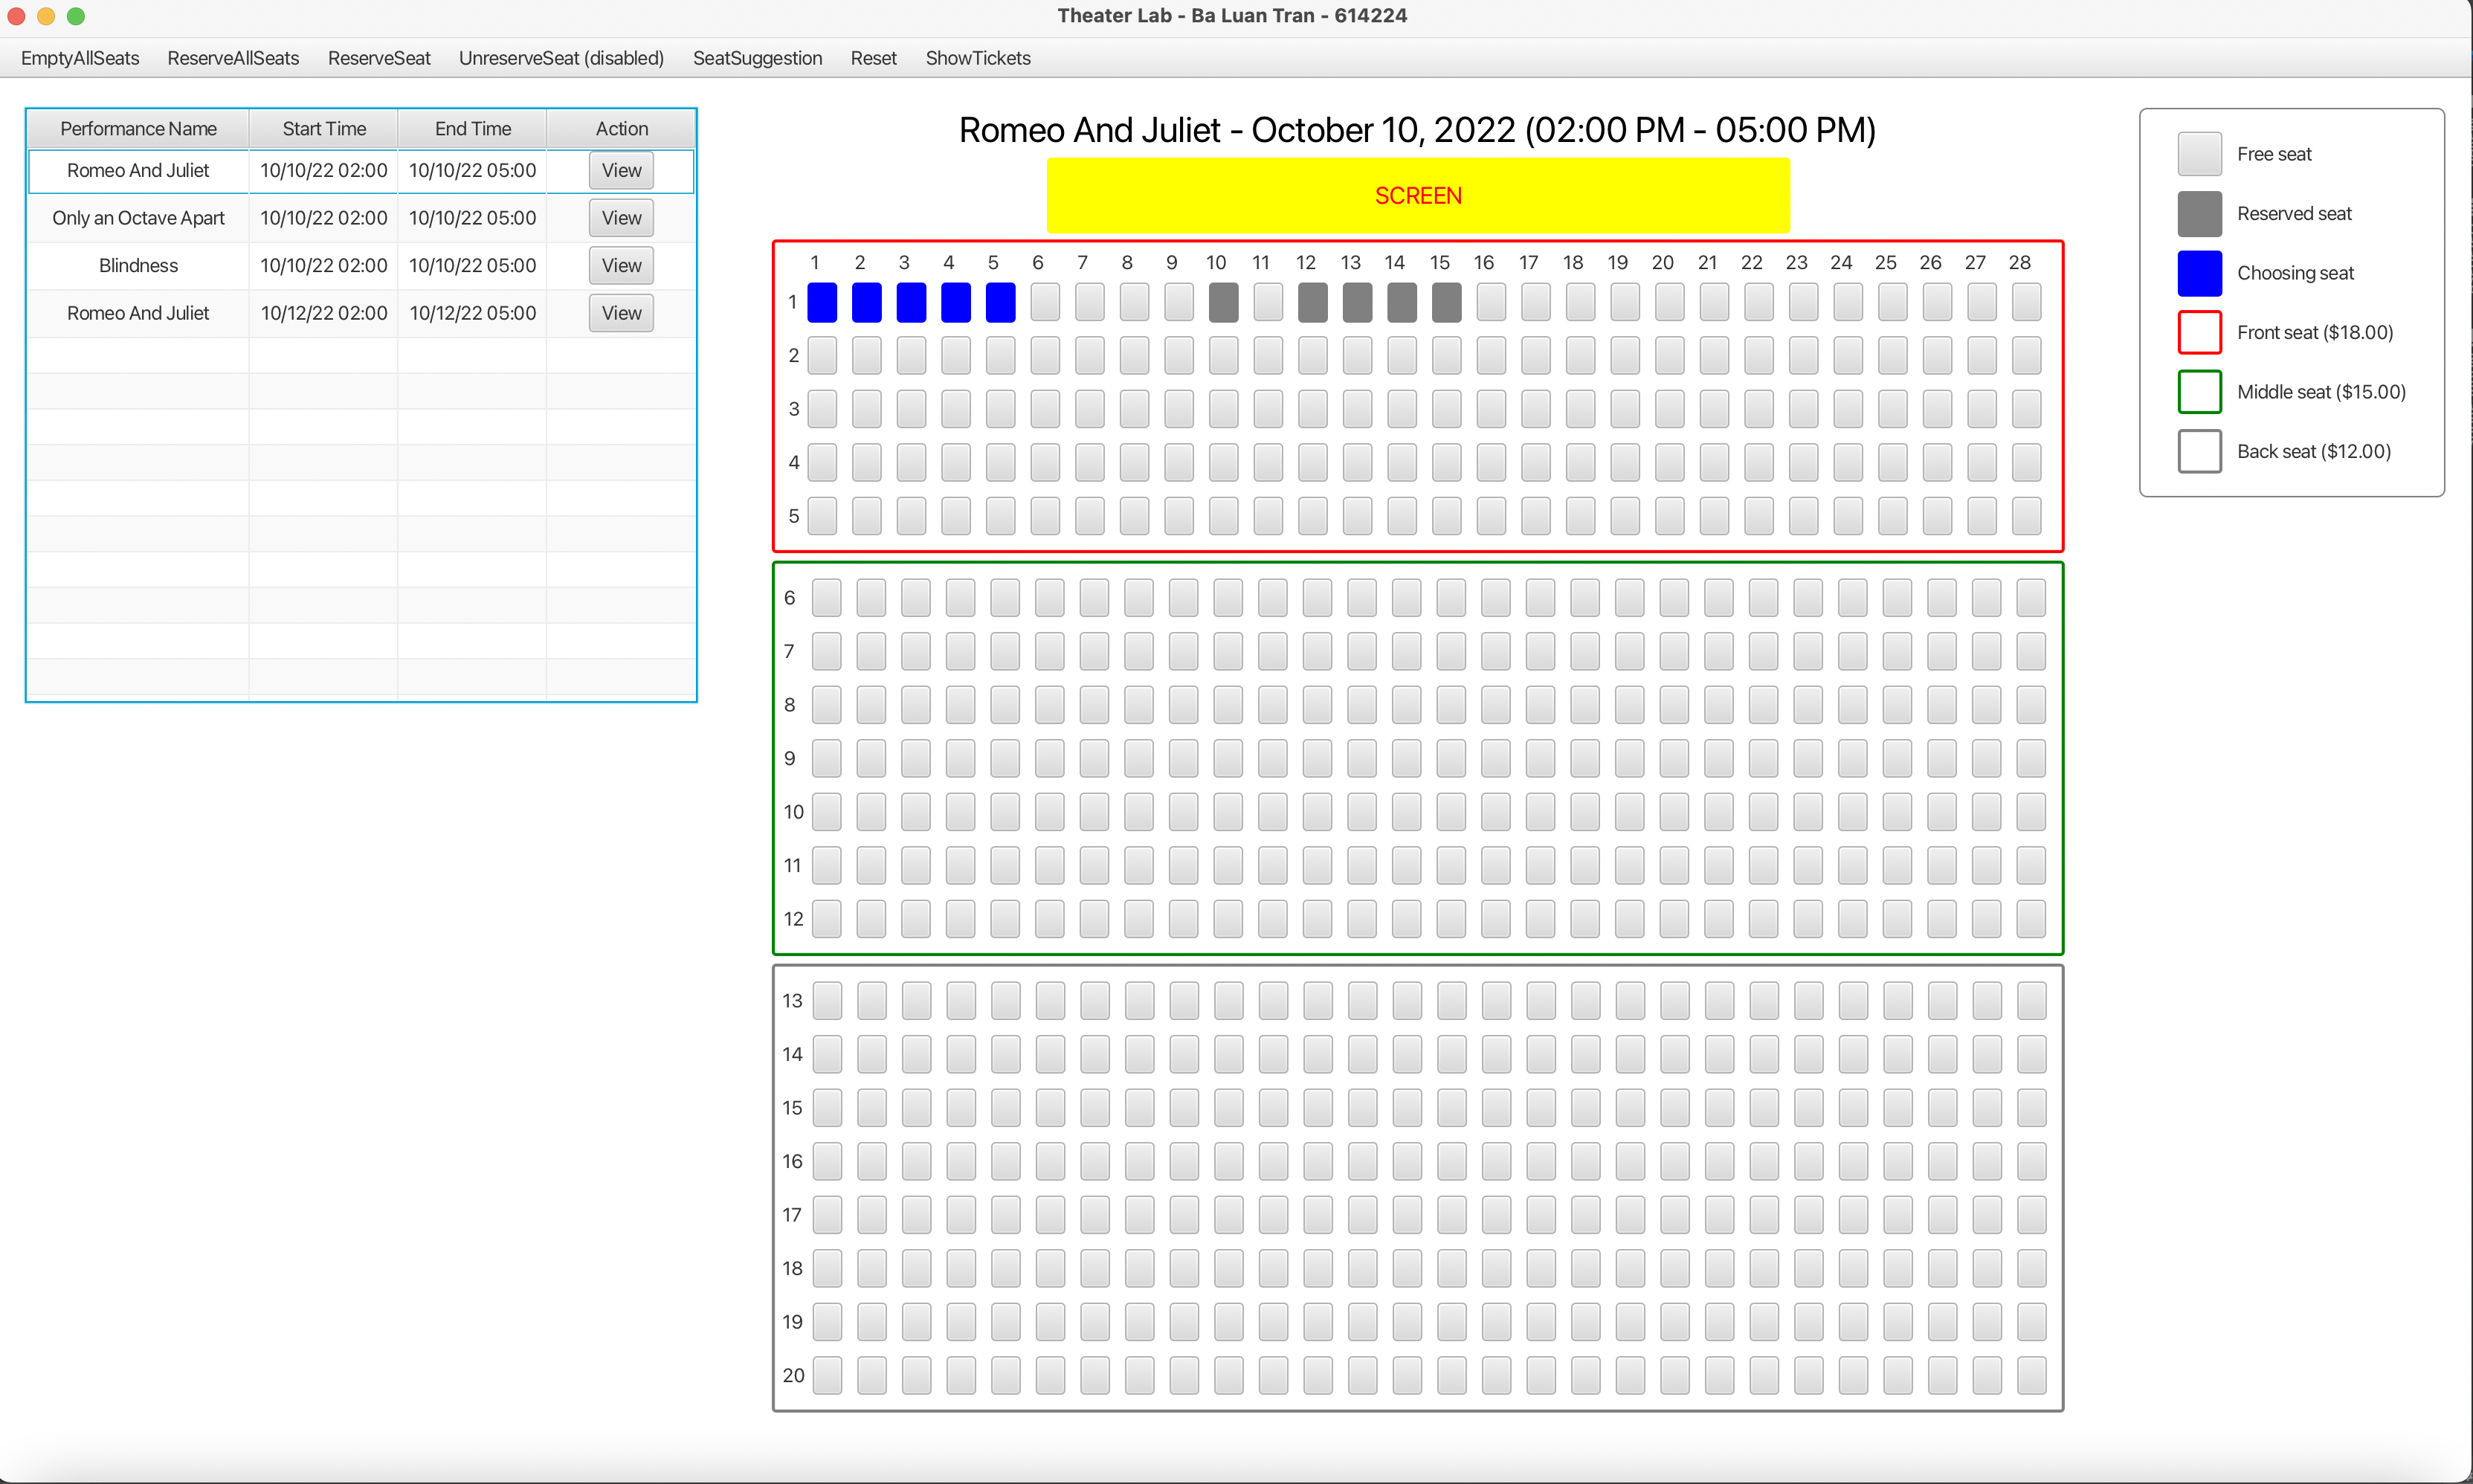 Theater Lab - Ba Luan Tran - 614224
EmptyAllSeats ReserveAllSeats ReserveSeat UnreserveSeat (disabled) SeatSuggestion Reset ShowTickets
Performance Name Start Time End Time Action
Romeo And Juliet 10/10/22 02:00 10/10/22 05:00 View
Only an Octave Apart 10/10/22 02:00 10/10/22 05:00 View
Blindness 10/10/22 02:00 10/10/22 05:00 View
Romeo And Juliet 10/12/22 02:00 10/12/22 05:00 View
Romeo And Juliet - October 10, 2022 (02:00 PM - 05:00 PM)
SCREEN
1 2 3 4 5 6 7 8 9 10 11 12 13 14 15 16 17 18 19 20 21 22 23 24 25 26 27 28
1
2
3
4
5
6
7
8
9
10
11
12
13
14
15
16
17
18
19
20
Free seat
Reserved seat
Choosing seat
Front seat ($18.00)
Middle seat ($15.00)
Back seat ($12.00)